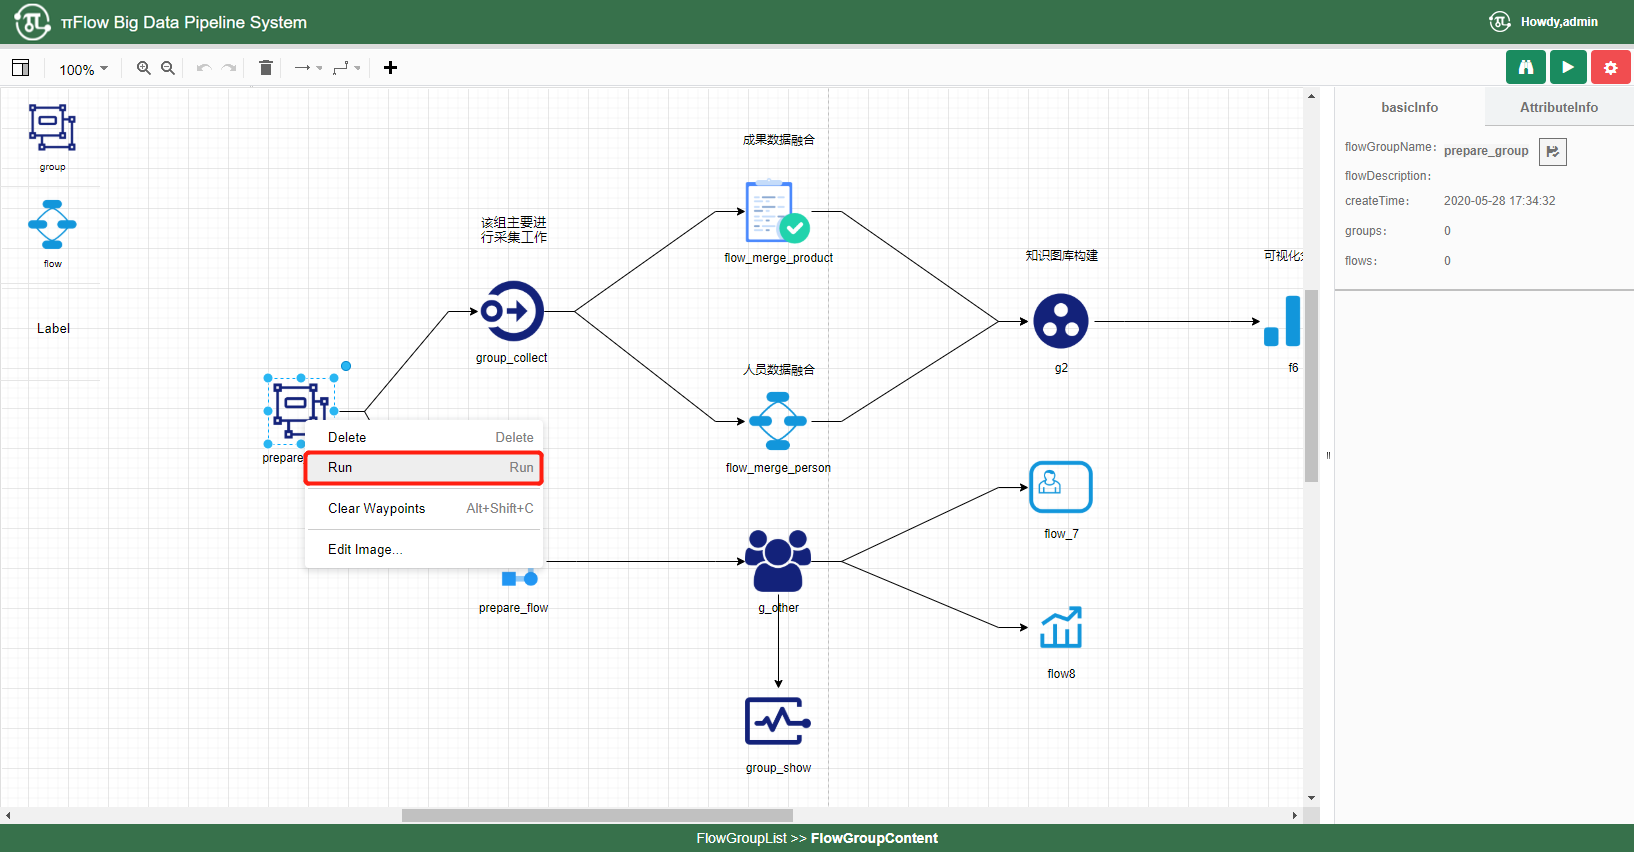 πFlow Big Data Pipeline System
Howdy,admin
100%
group
flow
Label
成果数据融合
该组主要进
行采集工作
flow_merge_product
知识图库构建
可视化
group_collect
人员数据融合
g2
f6
prepare
Delete Delete
Run Run
Clear Waypoints Alt+Shift+C
Edit Image...
flow_merge_person
flow_7
prepare_flow
g_other
flow8
group_show
basicInfo AttributeInfo
flowGroupName: prepare_group
flowDescription:
createTime: 2020-05-28 17:34:32
groups: 0
flows: 0
FlowGroupList >> FlowGroupContent